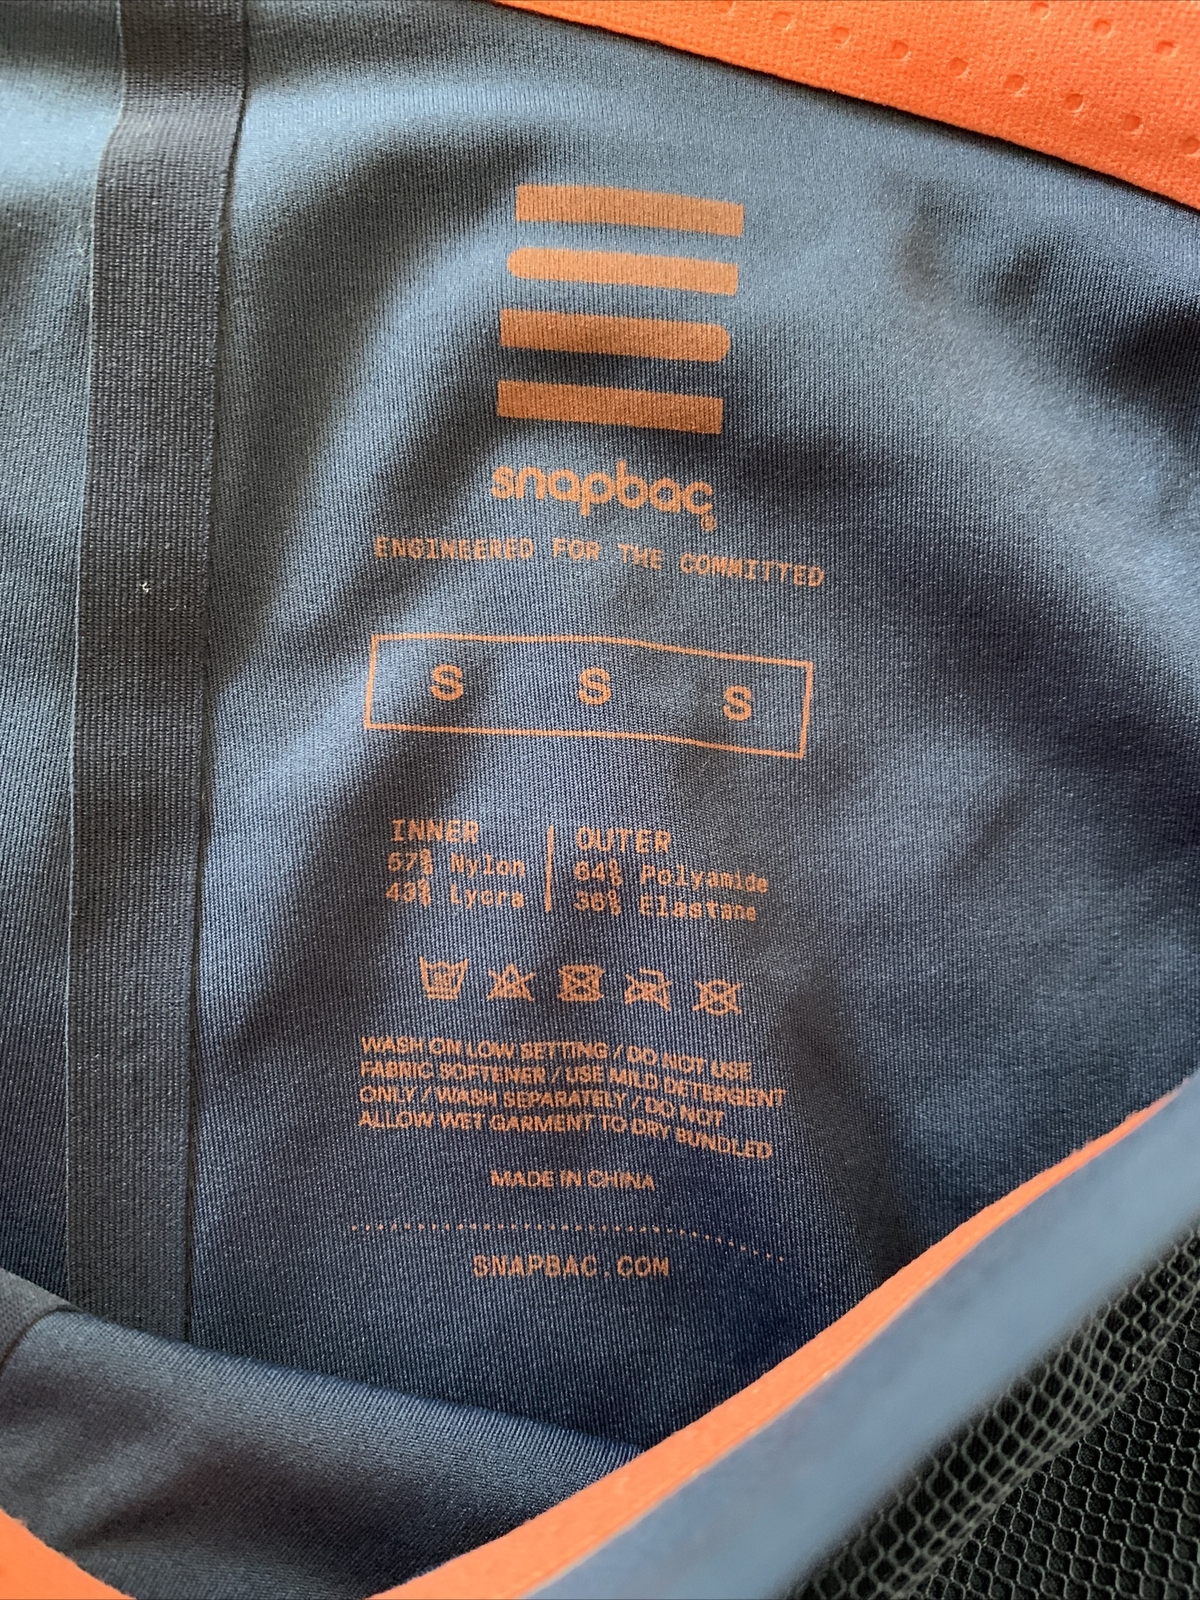 snapbac®
ENGINEERED FOR THE COMMITTED
S S S
INNER
57% Nylon
43% Lycra
OUTER
64% Polyamide
36% Elastane
WASH ON LOW SETTING / DO NOT USE
FABRIC SOFTENER / USE MILD DETERGENT
ONLY / WASH SEPARATELY / DO NOT
ALLOW WET GARMENT TO DRY BUNDLED
MADE IN CHINA
SNAPBAC.COM